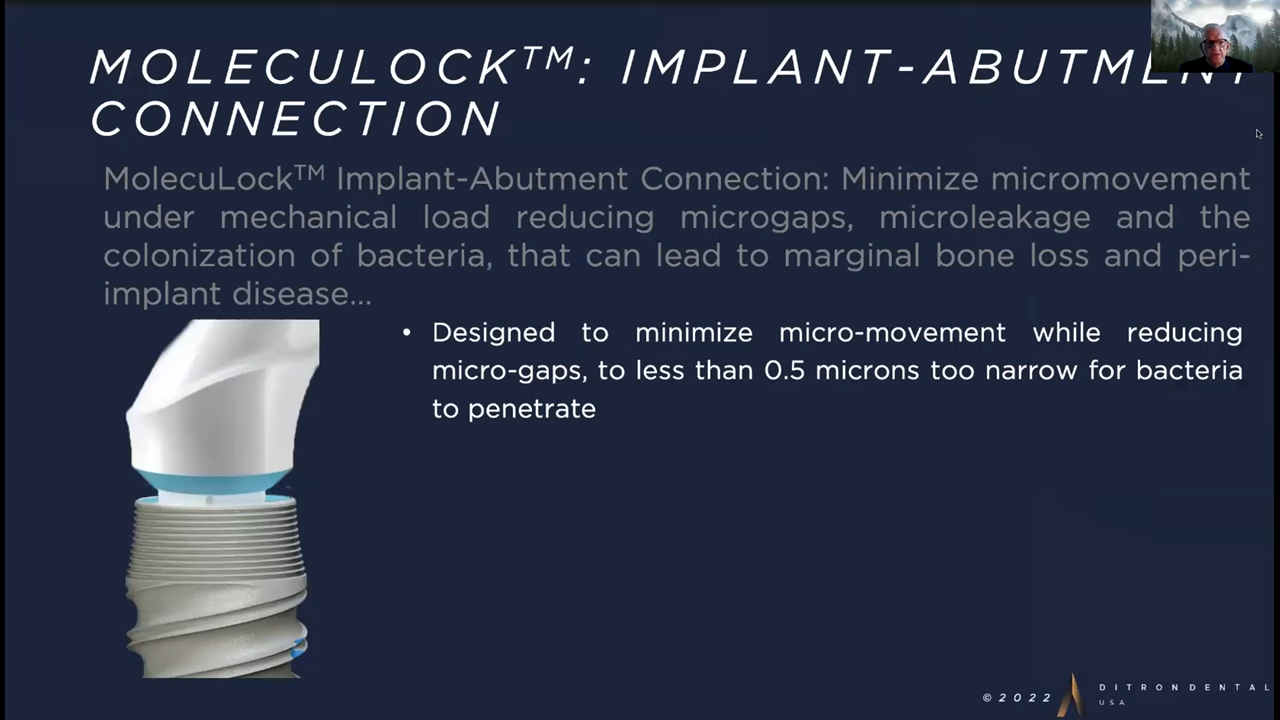 MOLECULOCK™: IMPLANT-ABUTMENT
CONNECTION
MolecuLock™ Implant-Abutment Connection: Minimize micromovement
under mechanical load reducing microgaps, microleakage and the
colonization of bacteria, that can lead to marginal bone loss and peri-
implant disease...
• Designed to minimize micro-movement while reducing
micro-gaps, to less than 0.5 microns too narrow for bacteria
to penetrate
©2022
DITRONDENTAL
USA